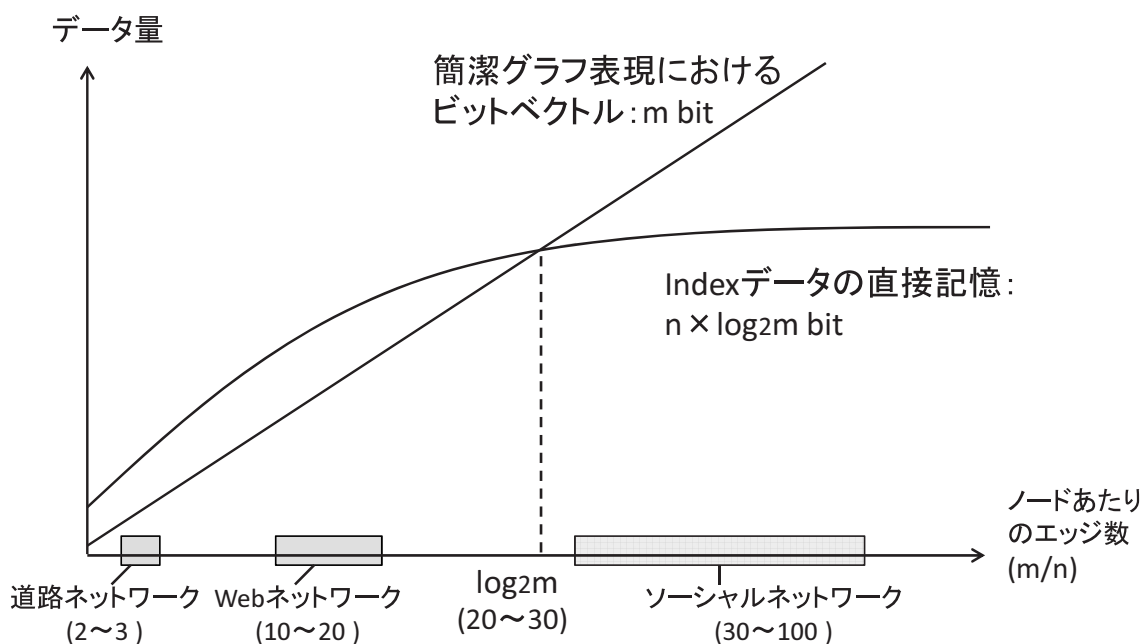 データ量
簡潔グラフ表現における
ビットベクトル：m bit
Indexデータの直接記憶：
n×log2m bit
ノードあたり
のエッジ数
(m/n)
道路ネットワーク
(2～3 )
Webネットワーク
(10～20 )
log2m
(20～30)
ソーシャルネットワーク
(30～100 )